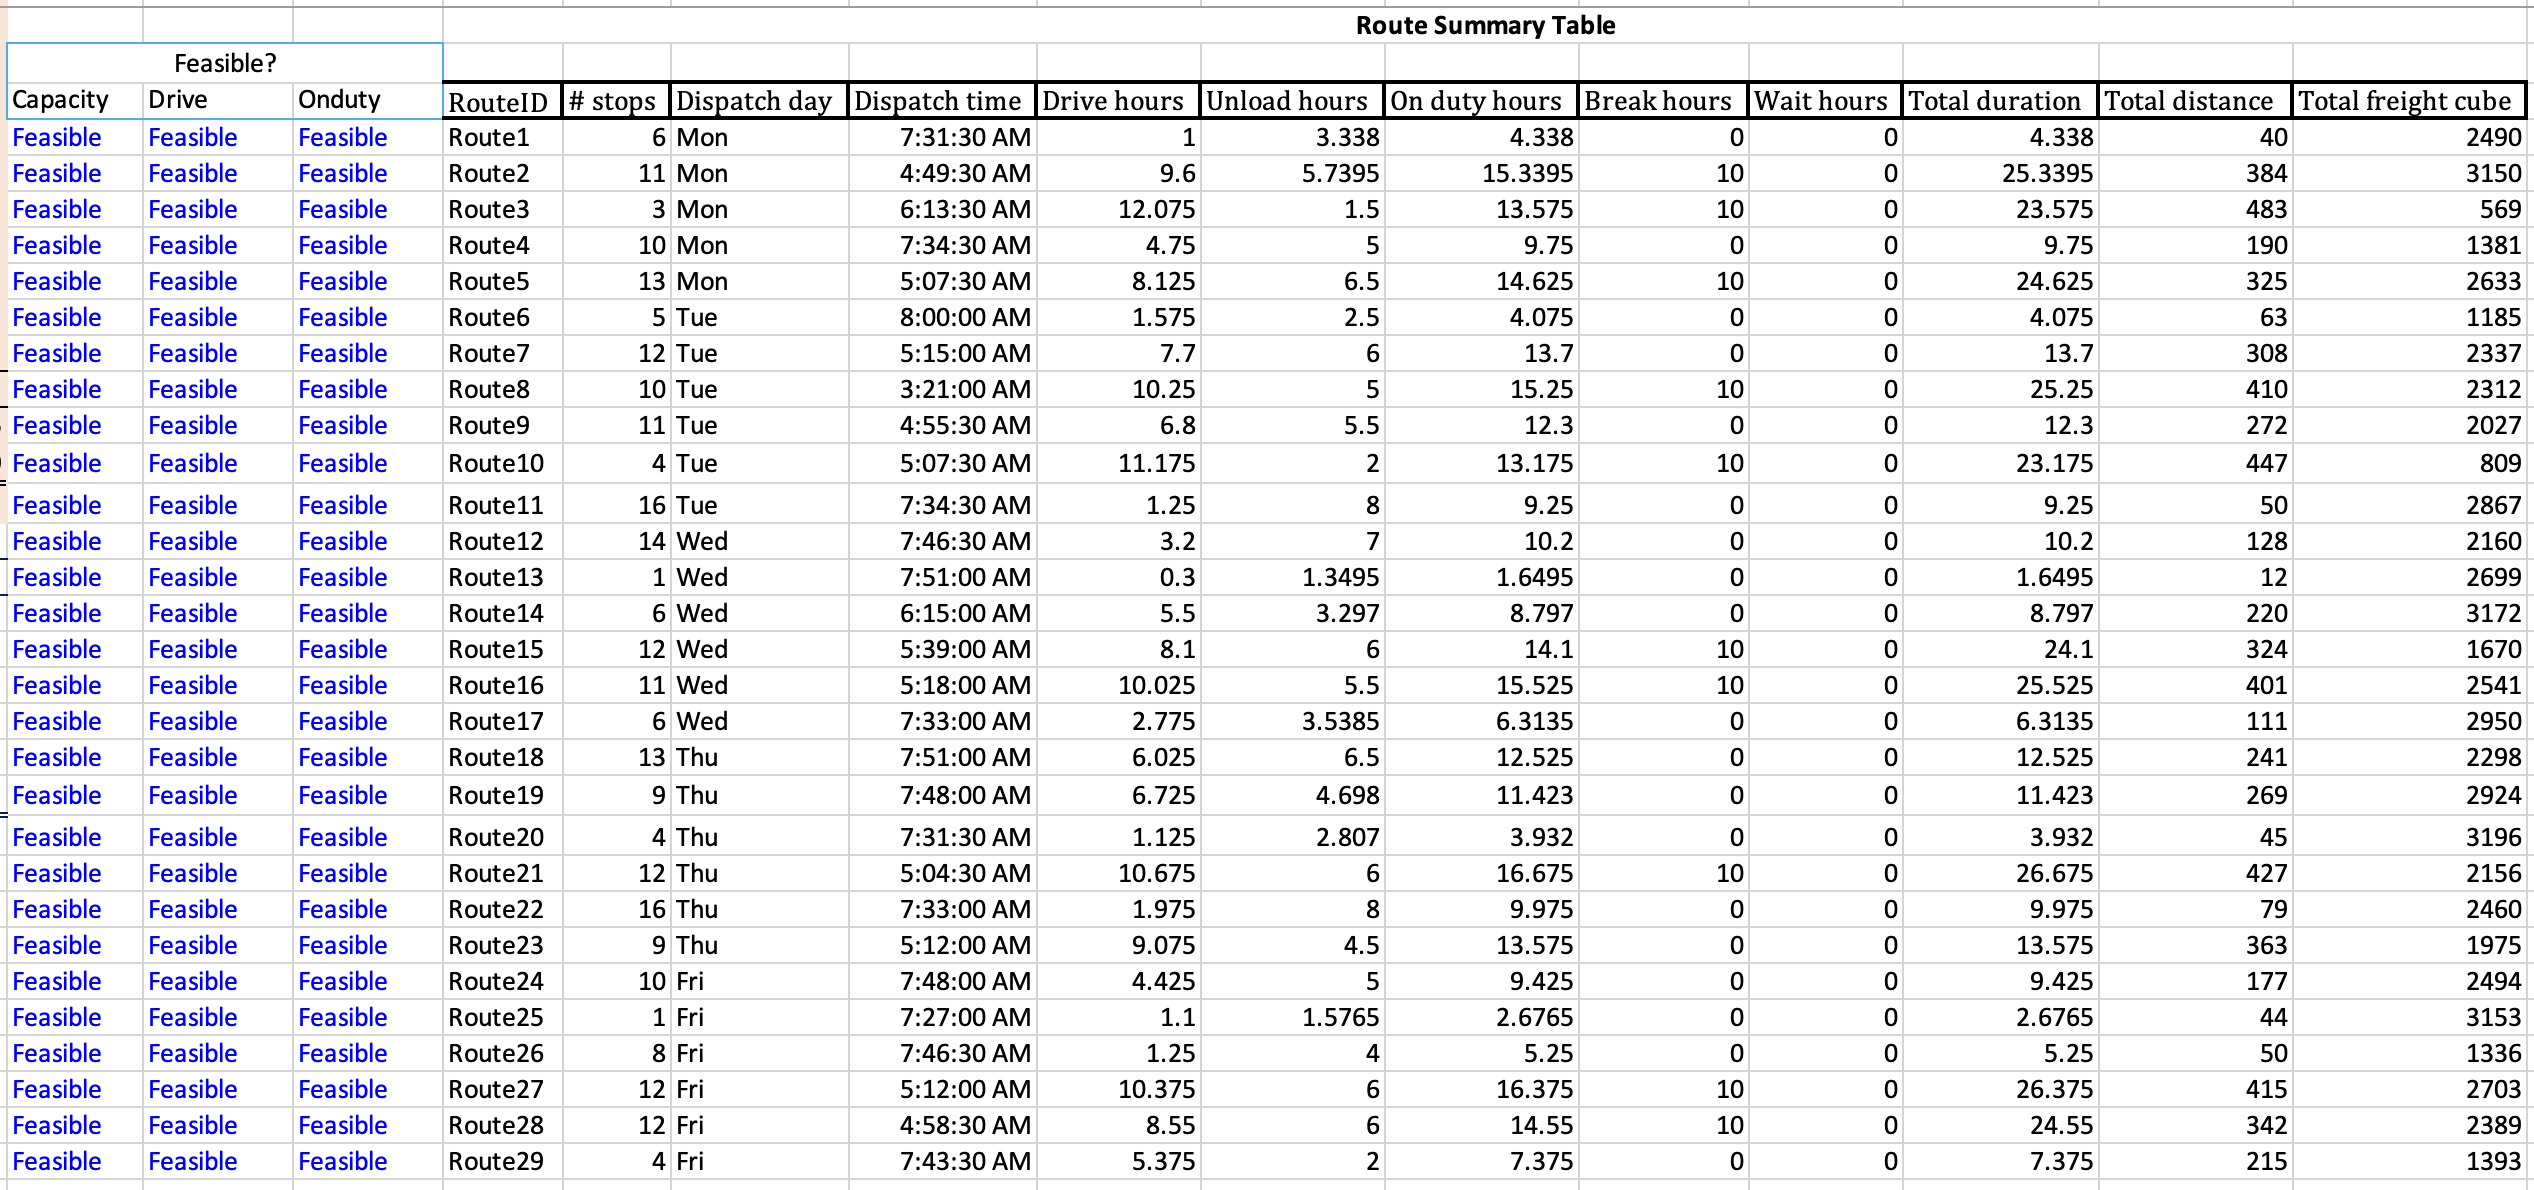 Route Summary Table
Feasible?
Capacity Drive Onduty RouteID # stops Dispatch day Dispatch time Drive hours Unload hours On duty hours Break hours Wait hours Total duration Total distance Total freight cube
Feasible Feasible Feasible Route1 6 Mon 7:31:30 AM 1 3.338 4.338 0 0 4.338 40 2490
Feasible Feasible Feasible Route2 11 Mon 4:49:30 AM 9.6 5.7395 15.3395 10 0 25.3395 384 3150
Feasible Feasible Feasible Route3 3 Mon 6:13:30 AM 12.075 1.5 13.575 10 0 23.575 483 569
Feasible Feasible Feasible Route4 10 Mon 7:34:30 AM 4.75 5 9.75 0 0 9.75 190 1381
Feasible Feasible Feasible Route5 13 Mon 5:07:30 AM 8.125 6.5 14.625 10 0 24.625 325 2633
Feasible Feasible Feasible Route6 5 Tue 8:00:00 AM 1.575 2.5 4.075 0 0 4.075 63 1185
Feasible Feasible Feasible Route7 12 Tue 5:15:00 AM 7.7 6 13.7 0 0 13.7 308 2337
Feasible Feasible Feasible Route8 10 Tue 3:21:00 AM 10.25 5 15.25 10 0 25.25 410 2312
Feasible Feasible Feasible Route9 11 Tue 4:55:30 AM 6.8 5.5 12.3 0 0 12.3 272 2027
Feasible Feasible Feasible Route10 4 Tue 5:07:30 AM 11.175 2 13.175 10 0 23.175 447 809
Feasible Feasible Feasible Route11 16 Tue 7:34:30 AM 1.25 8 9.25 0 0 9.25 50 2867
Feasible Feasible Feasible Route12 14 Wed 7:46:30 AM 3.2 7 10.2 0 0 10.2 128 2160
Feasible Feasible Feasible Route13 1 Wed 7:51:00 AM 0.3 1.3495 1.6495 0 0 1.6495 12 2699
Feasible Feasible Feasible Route14 6 Wed 6:15:00 AM 5.5 3.297 8.797 0 0 8.797 220 3172
Feasible Feasible Feasible Route15 12 Wed 5:39:00 AM 8.1 6 14.1 10 0 24.1 324 1670
Feasible Feasible Feasible Route16 11 Wed 5:18:00 AM 10.025 5.5 15.525 10 0 25.525 401 2541
Feasible Feasible Feasible Route17 6 Wed 7:33:00 AM 2.775 3.5385 6.3135 0 0 6.3135 111 2950
Feasible Feasible Feasible Route18 13 Thu 7:51:00 AM 6.025 6.5 12.525 0 0 12.525 241 2298
Feasible Feasible Feasible Route19 9 Thu 7:48:00 AM 6.725 4.698 11.423 0 0 11.423 269 2924
Feasible Feasible Feasible Route20 4 Thu 7:31:30 AM 1.125 2.807 3.932 0 0 3.932 45 3196
Feasible Feasible Feasible Route21 12 Thu 5:04:30 AM 10.675 6 16.675 10 0 26.675 427 2156
Feasible Feasible Feasible Route22 16 Thu 7:33:00 AM 1.975 8 9.975 0 0 9.975 79 2460
Feasible Feasible Feasible Route23 9 Thu 5:12:00 AM 9.075 4.5 13.575 0 0 13.575 363 1975
Feasible Feasible Feasible Route24 10 Fri 7:48:00 AM 4.425 5 9.425 0 0 9.425 177 2494
Feasible Feasible Feasible Route25 1 Fri 7:27:00 AM 1.1 1.5765 2.6765 0 0 2.6765 44 3153
Feasible Feasible Feasible Route26 8 Fri 7:46:30 AM 1.25 4 5.25 0 0 5.25 50 1336
Feasible Feasible Feasible Route27 12 Fri 5:12:00 AM 10.375 6 16.375 10 0 26.375 415 2703
Feasible Feasible Feasible Route28 12 Fri 4:58:30 AM 8.55 6 14.55 10 0 24.55 342 2389
Feasible Feasible Feasible Route29 4 Fri 7:43:30 AM 5.375 2 7.375 0 0 7.375 215 1393